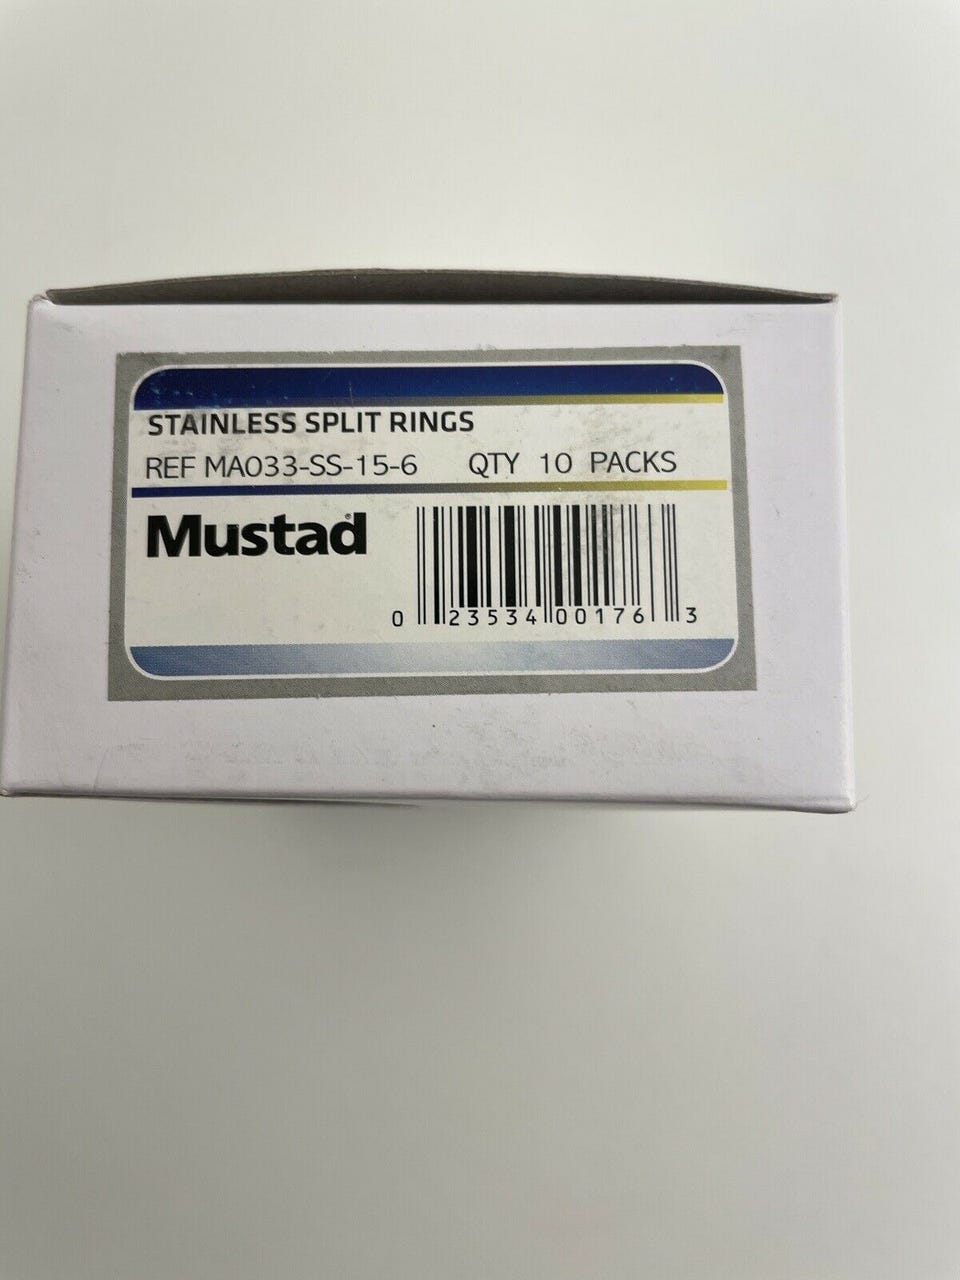 STAINLESS SPLIT RINGS
REF MA033-SS-15-6 QTY 10 PACKS
Mustad®
0 23534 00176 3